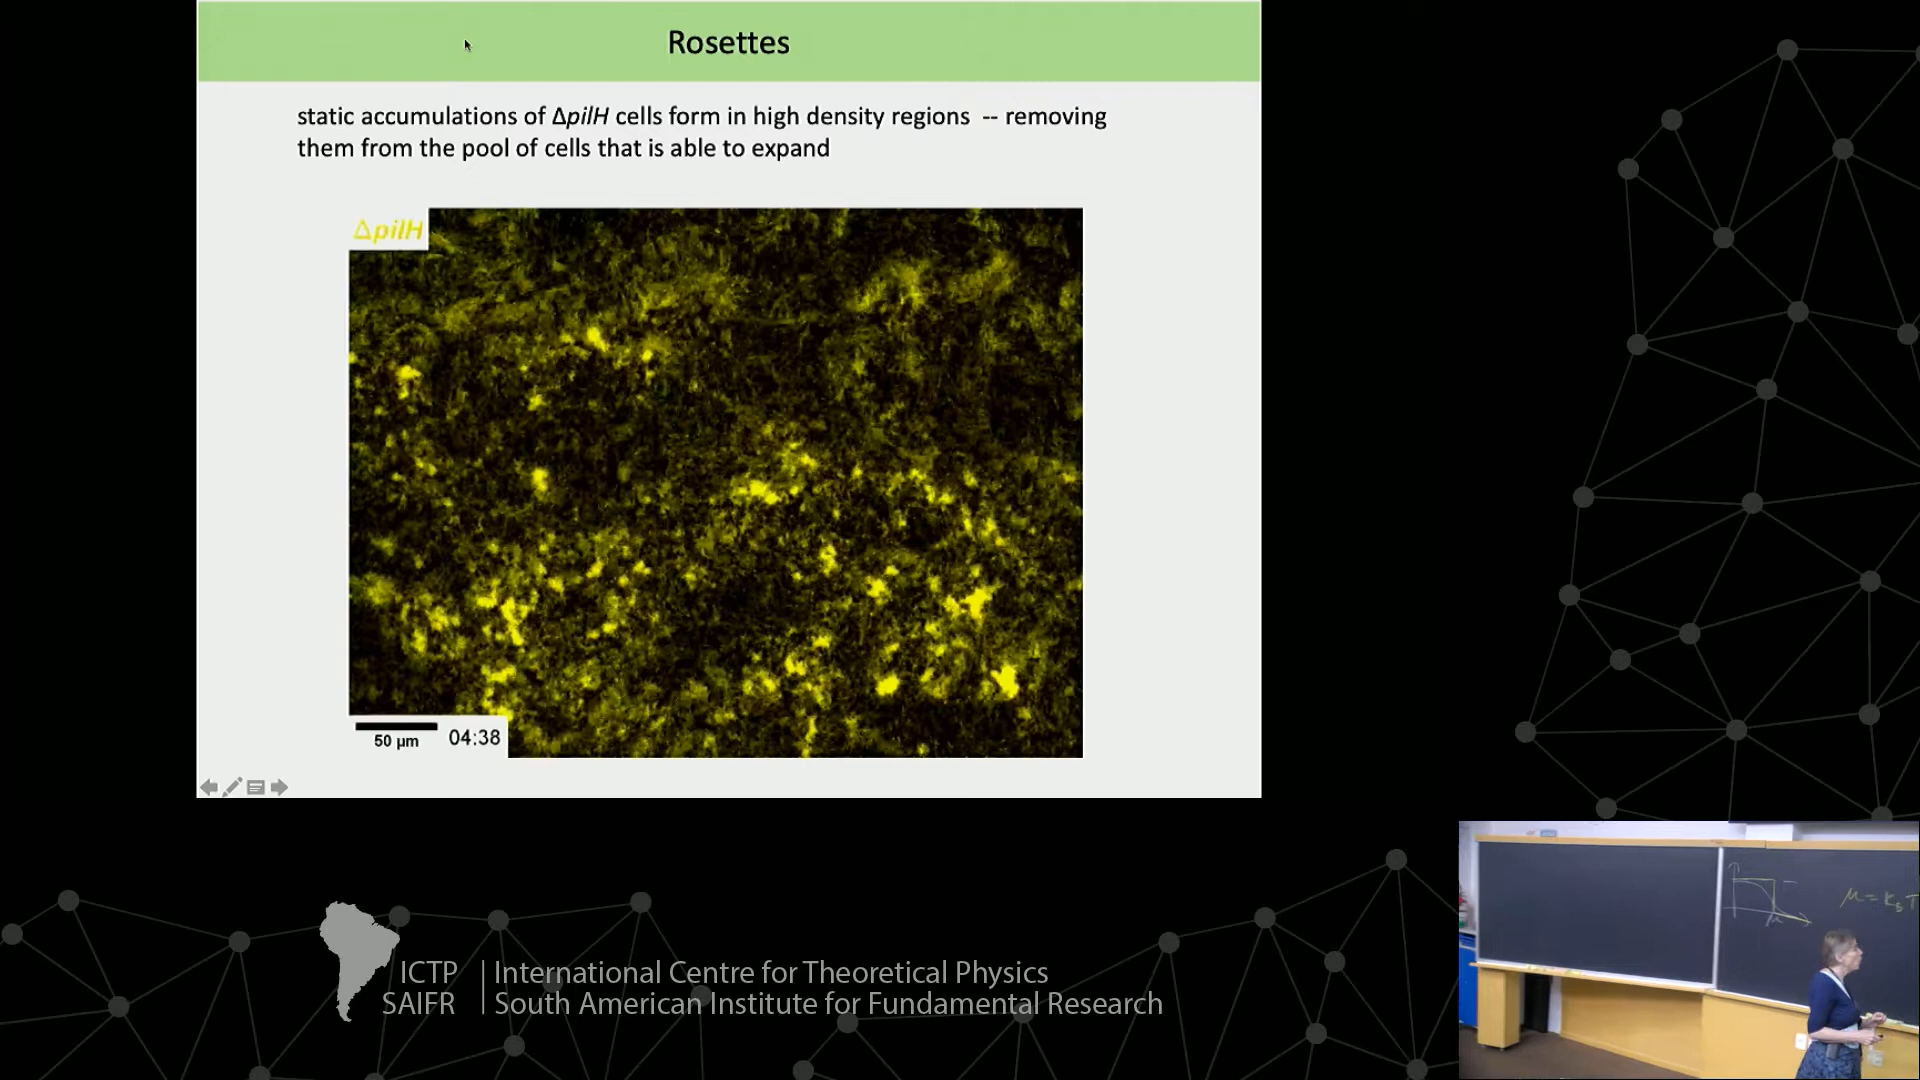 Rosettes
static accumulations of ΔpilH cells form in high density regions -- removing
them from the pool of cells that is able to expand
ΔpilH
50 μm
04:38
ICTP
SAIFR
International Centre for Theoretical Physics
South American Institute for Fundamental Research
μ = K_B T